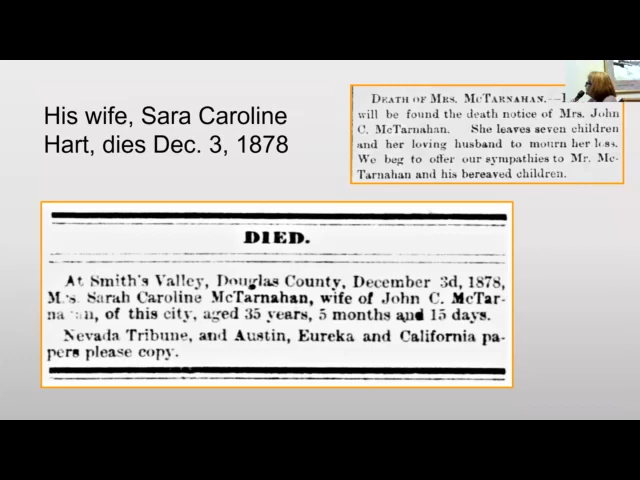 His wife, Sara Caroline
Hart, dies Dec. 3, 1878
DEATH OF MRS. MCTARNAHAN.—
will be found the death notice of Mrs. John
C. McTarnahan. She leaves seven children
and her loving husband to mourn her loss.
We beg to offer our sympathies to Mr. Mc-
Tarnahan and his bereaved children.
DIED.
At Smith's Valley, Douglas County, December 3d, 1878,
Mrs. Sarah Caroline McTarnahan, wife of John C. McTar-
of this city, aged 35 years, 5 months and 15 days.
Nevada Tribune, and Austin, Eureka and California pa-
pers please copy.